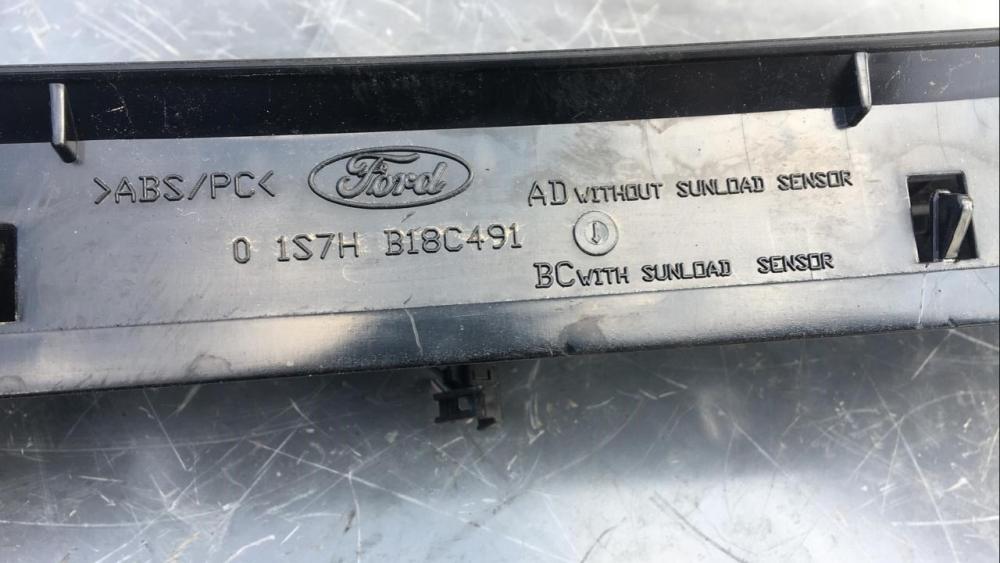 >ABS/PC< Ford AD WITHOUT SUNLOAD SENSOR
0 1S7H B18C491
BC WITH SUNLOAD SENSOR